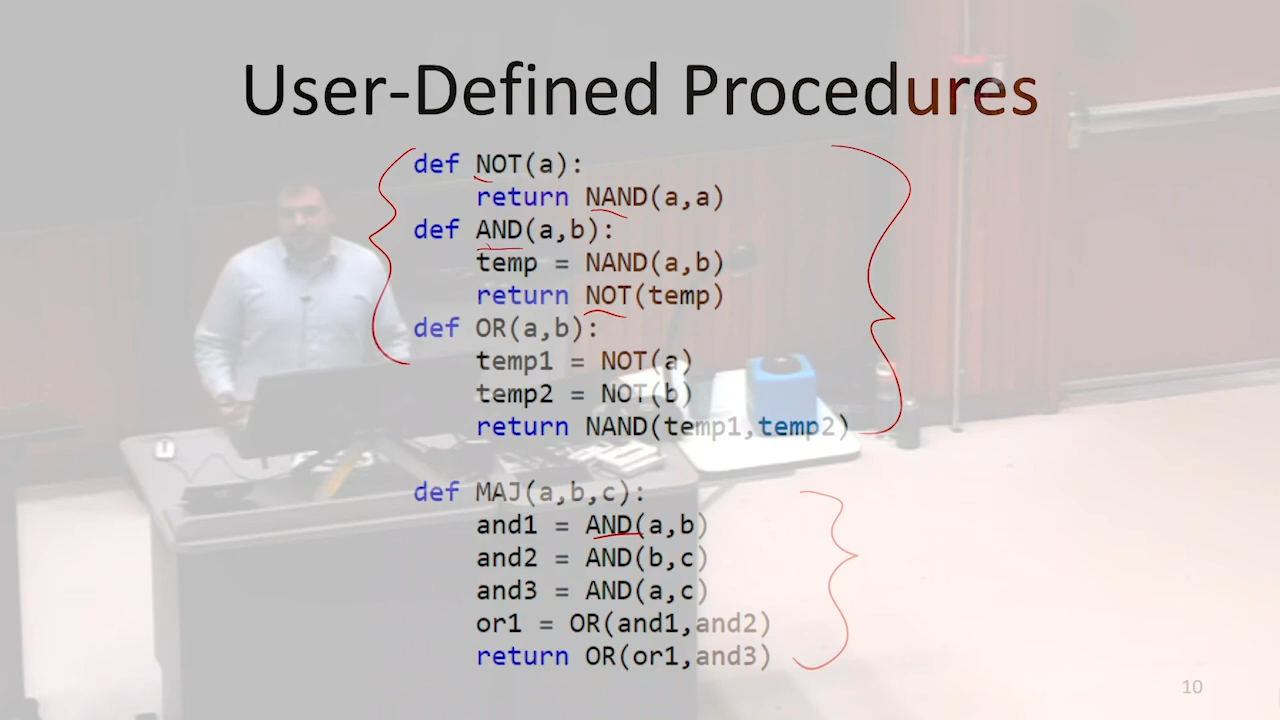 User-Defined Procedures
def NOT(a):
    return NAND(a,a)
def AND(a,b):
    temp = NAND(a,b)
    return NOT(temp)
def OR(a,b):
    temp1 = NOT(a)
    temp2 = NOT(b)
    return NAND(temp1,temp2)
def MAJ(a,b,c):
    and1 = AND(a,b)
    and2 = AND(b,c)
    and3 = AND(a,c)
    or1 = OR(and1,and2)
    return OR(or1,and3)
10